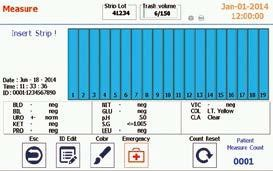 Measure
Strip Lot
41234
Trash volume
6/150
Jan-01-2014
12:00:00
Insert Strip !
Date : Jun - 18 - 2014
Time : 11 : 33 : 36
ID : 0001234567890
1 2 3 4 5 6 7 8 9 10 11 12 13 14 15 16 17 18 19
BLD - neg
BIL - neg
URO +- norm
KET - neg
PRO - neg
NIT - neg
GLU - neg
p.H 5.0
S.G <=1.005
LEU - neg
VTC - neg
COL LT. Yellow
CLA Clear
Esc
ID Edit
Color
Emergency
Count Reset
Patient
Measure Count
0001